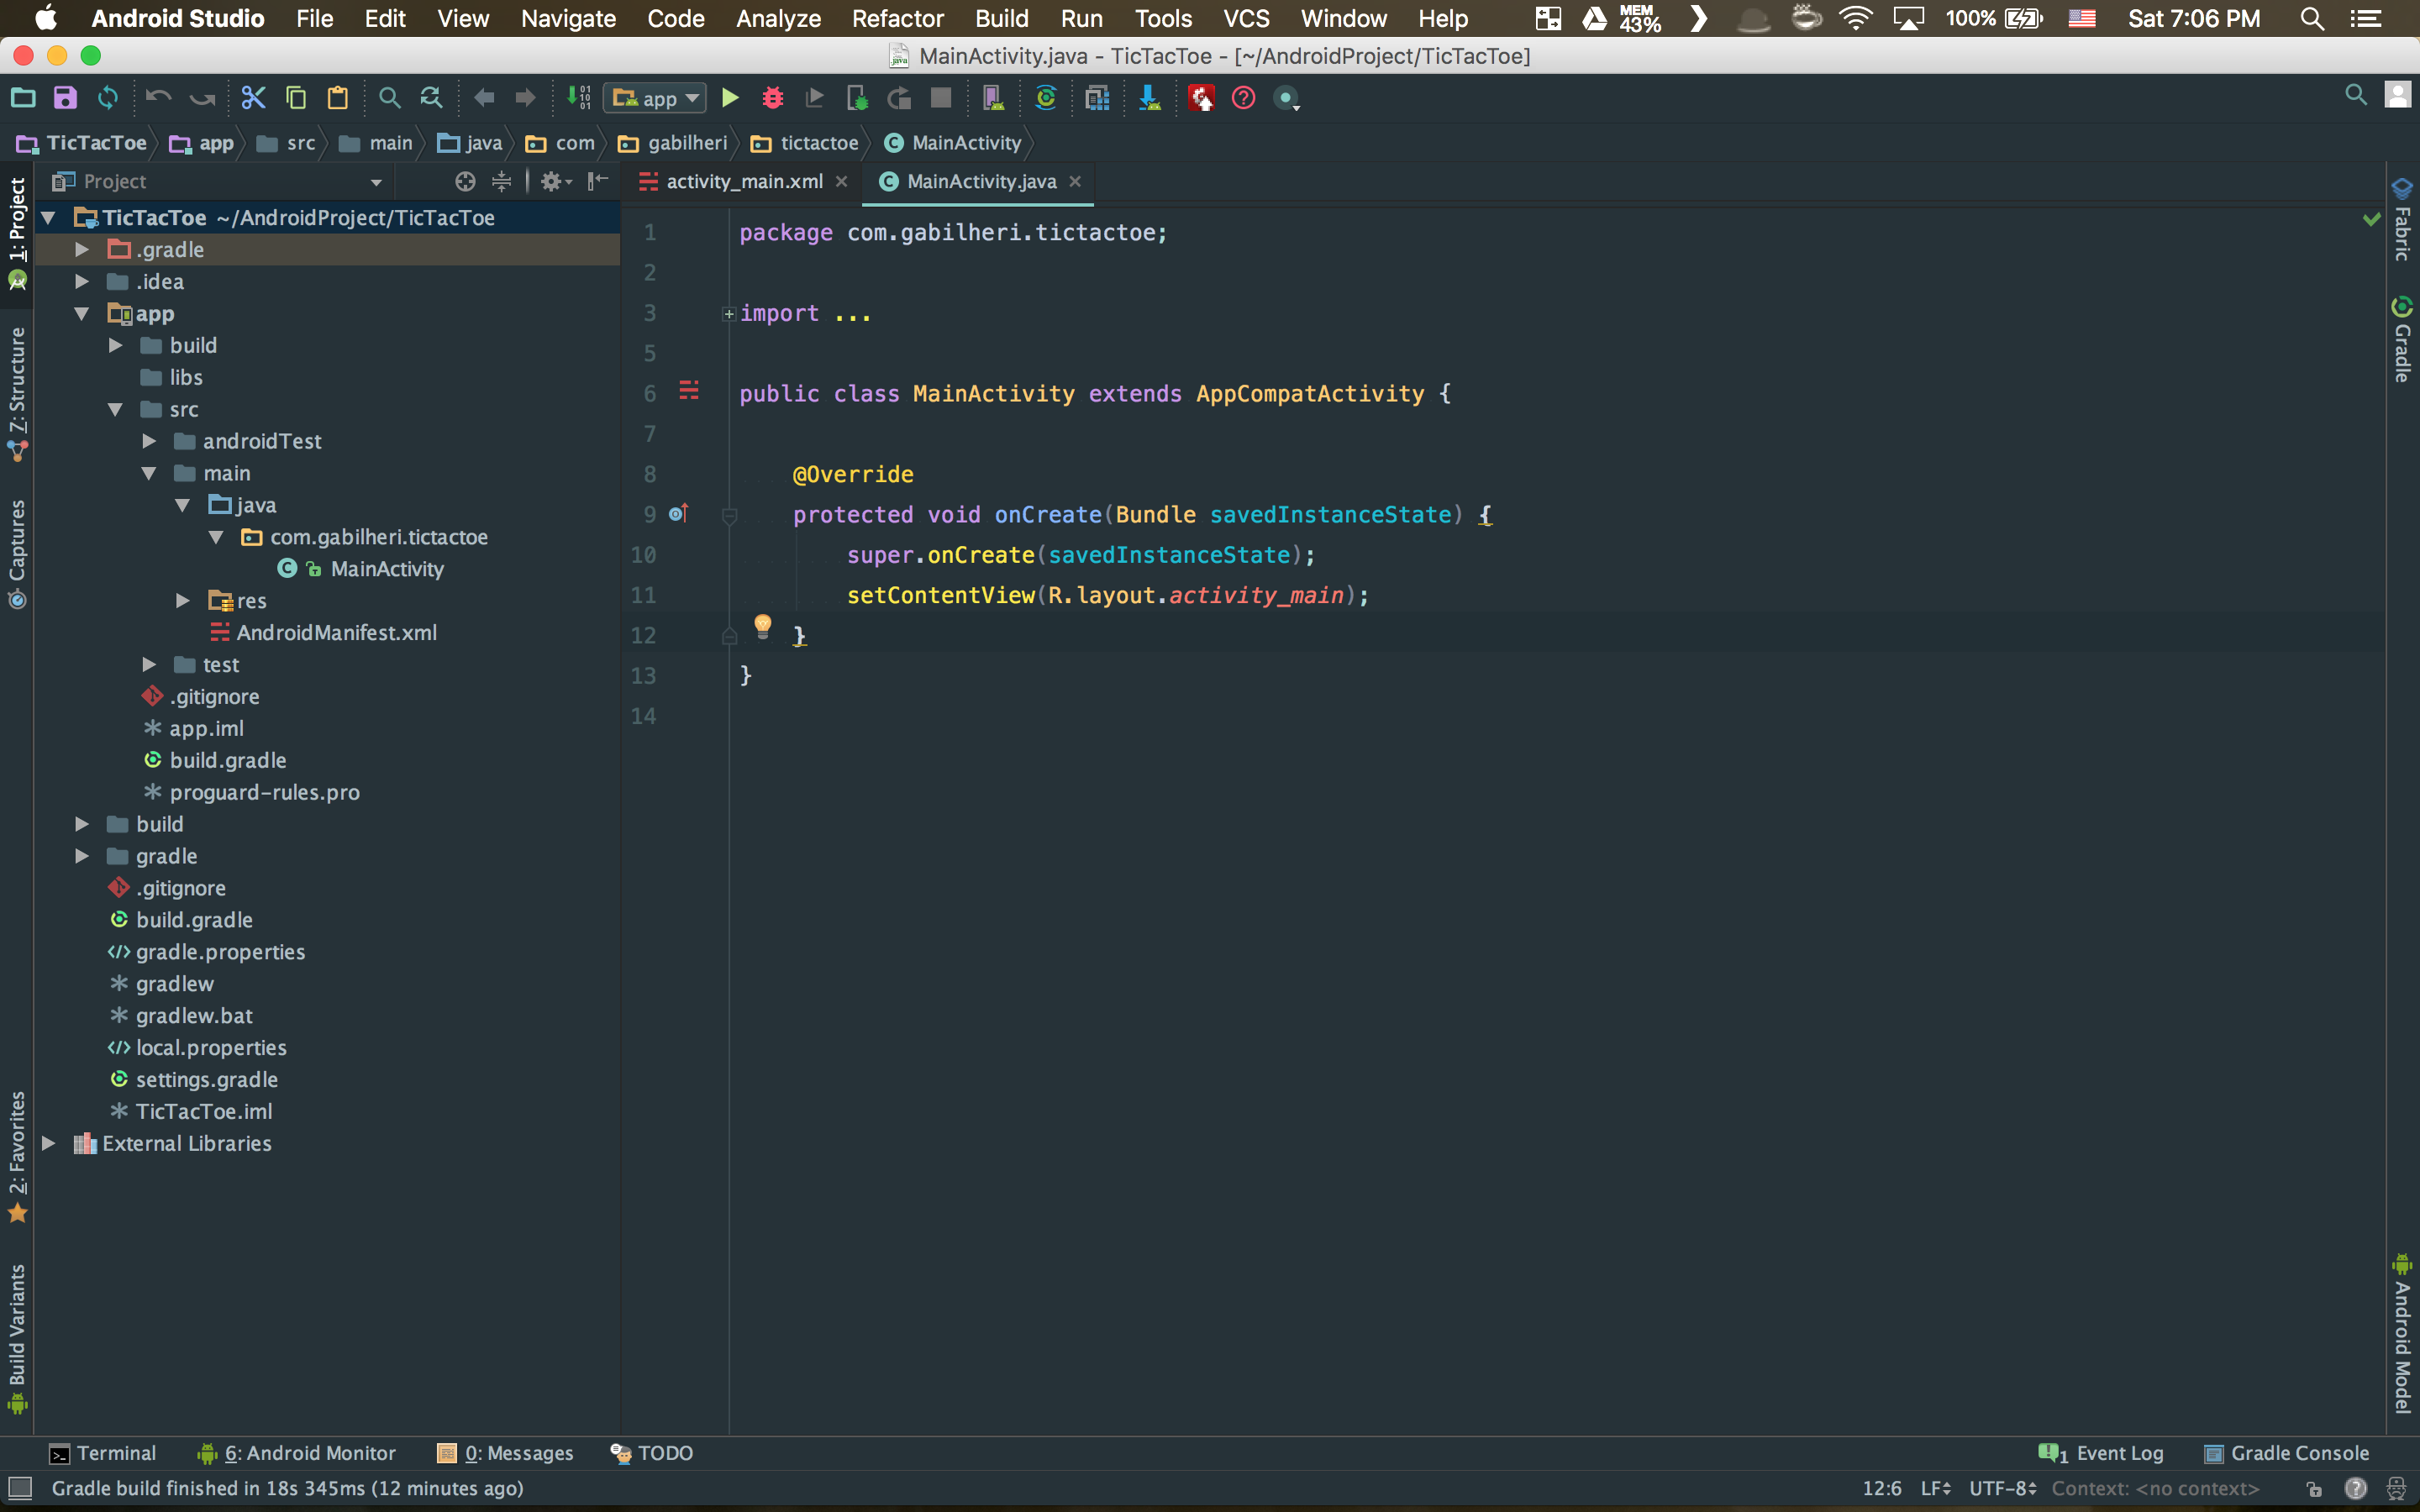 Android Studio File Edit View Navigate Code Analyze Refactor Build Run Tools VCS Window Help MEM 43% 100% Sat 7:06 PM
MainActivity.java - TicTacToe - [~/AndroidProject/TicTacToe]
app
TicTacToe app src main java com gabilheri tictactoe MainActivity
Project
activity_main.xml MainActivity.java
TicTacToe ~/AndroidProject/TicTacToe
.gradle
.idea
app
build
libs
src
androidTest
main
java
com.gabilheri.tictactoe
MainActivity
res
AndroidManifest.xml
test
.gitignore
app.iml
build.gradle
proguard-rules.pro
build
gradle
.gitignore
build.gradle
gradle.properties
gradlew
gradlew.bat
local.properties
settings.gradle
TicTacToe.iml
External Libraries
1: Project
7: Structure
Captures
2: Favorites
Build Variants
1 package com.gabilheri.tictactoe;
2
3 import ...
5
6 public class MainActivity extends AppCompatActivity {
7
8 @Override
9 protected void onCreate(Bundle savedInstanceState) {
10 super.onCreate(savedInstanceState);
11 setContentView(R.layout.activity_main);
12 }
13 }
14
Fabric
Gradle
Android Model
Terminal 6: Android Monitor 0: Messages TODO 1 Event Log Gradle Console
Gradle build finished in 18s 345ms (12 minutes ago) 12:6 LF UTF-8 Context: <no context>